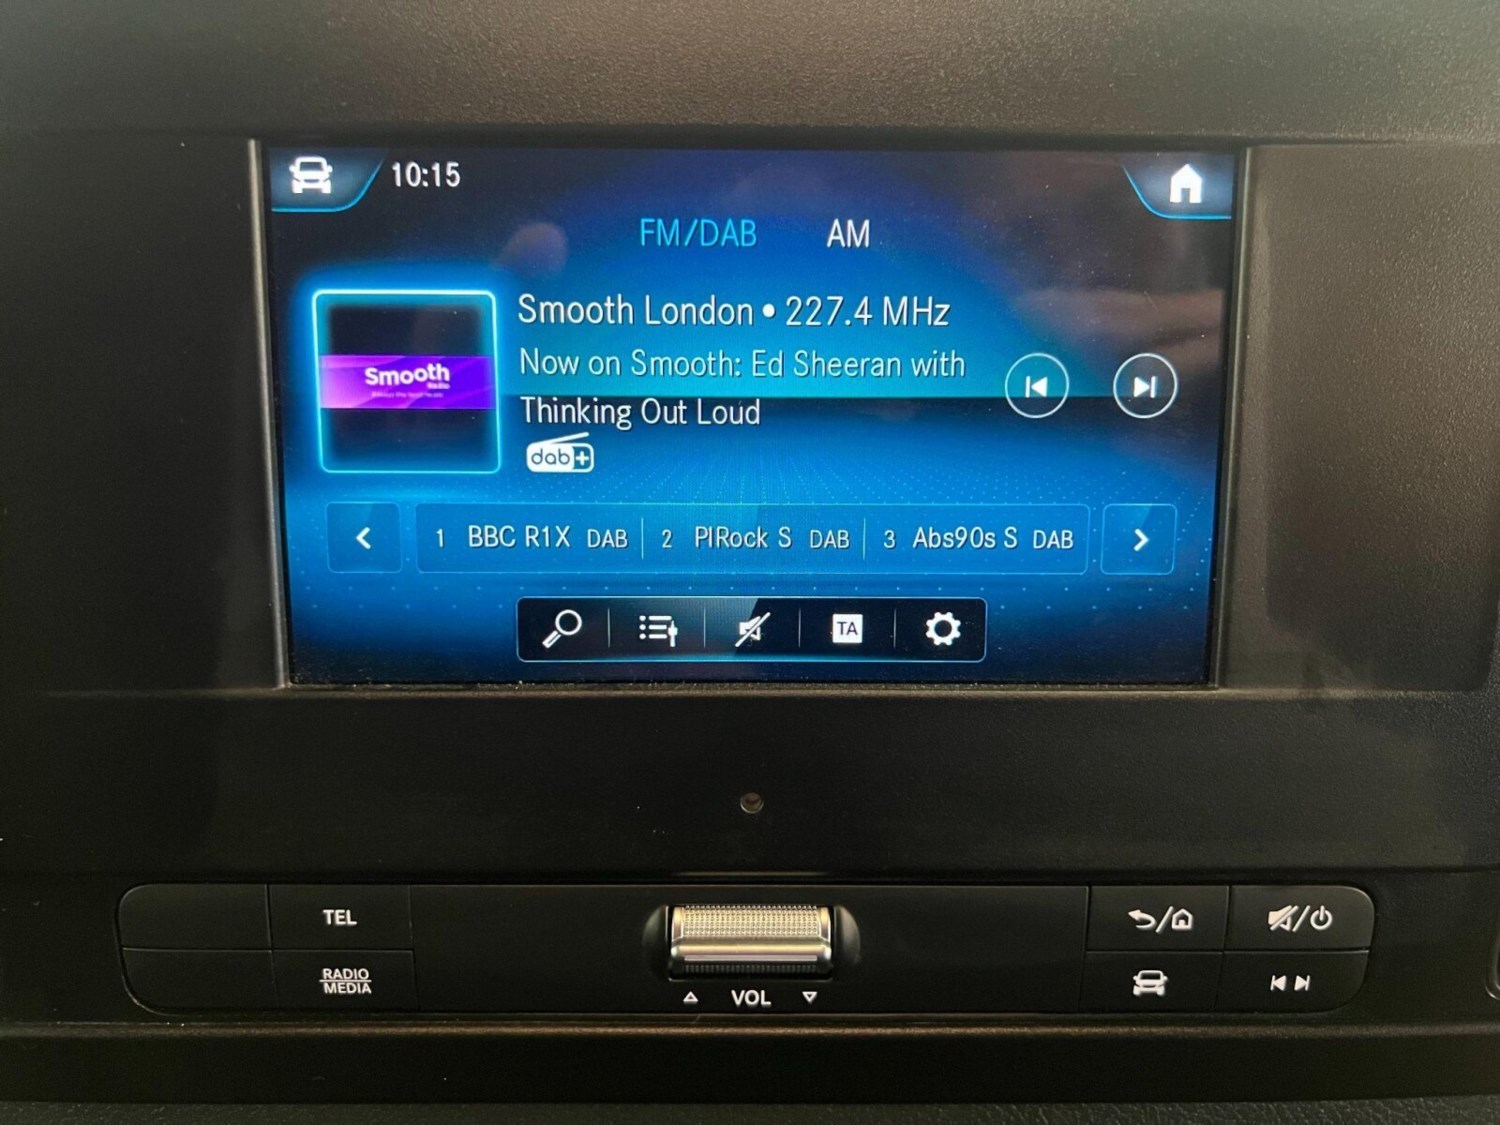 10:15
FM/DAB AM
Smooth London • 227.4 MHz
Now on Smooth: Ed Sheeran with
Thinking Out Loud
Smooth
Radio
dab+
1 BBC R1X DAB 2 PlRock S DAB 3 Abs90s S DAB
TA
TEL
RADIO
MEDIA
VOL